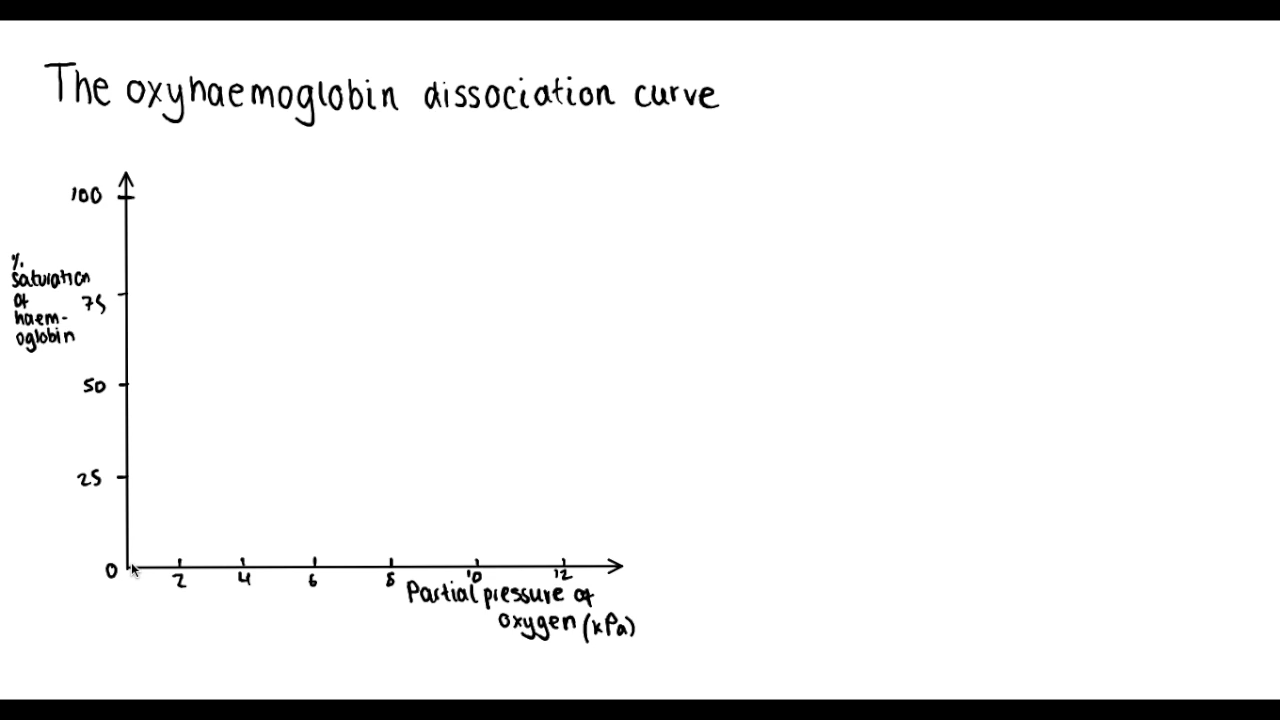 The oxyhaemoglobin dissociation curve
100
%
saturation
of
haem-
oglobin
75
50
25
0
2 4 6 8 10 12
Partial pressure of
oxygen (kPa)